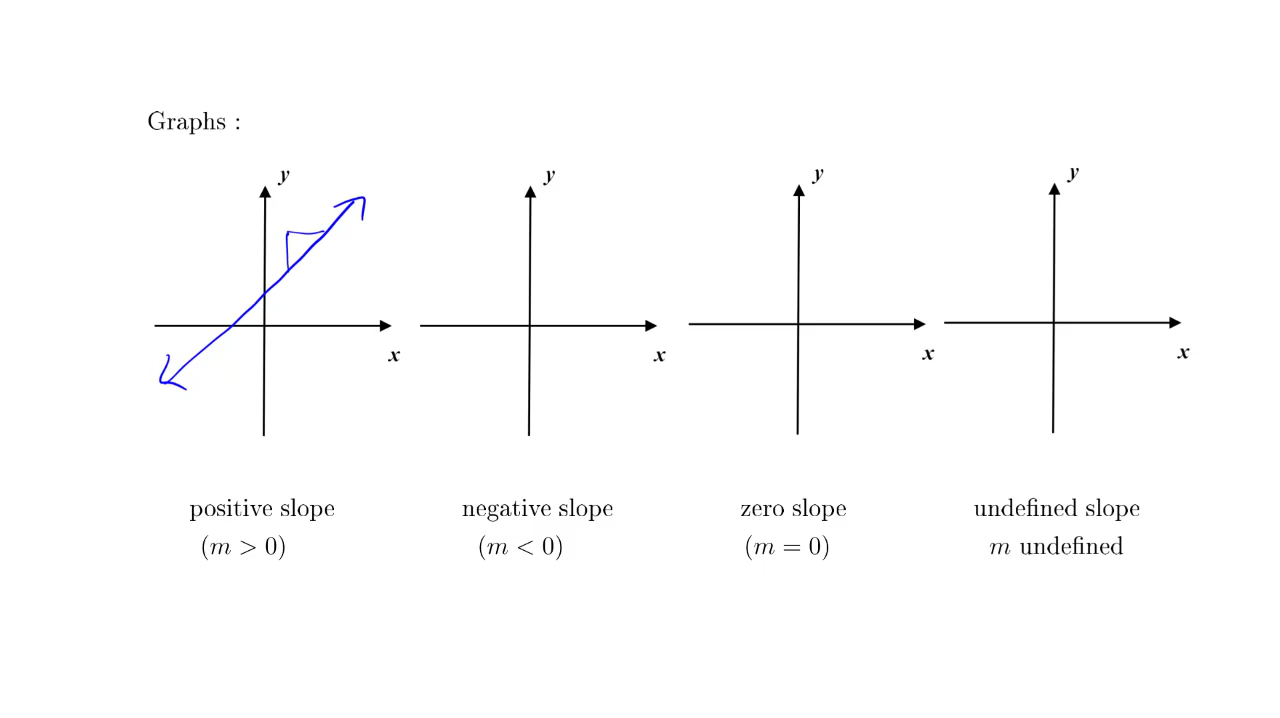 Graphs :
y y y y
x x x x
positive slope negative slope zero slope undefined slope
(m > 0) (m < 0) (m = 0) m undefined